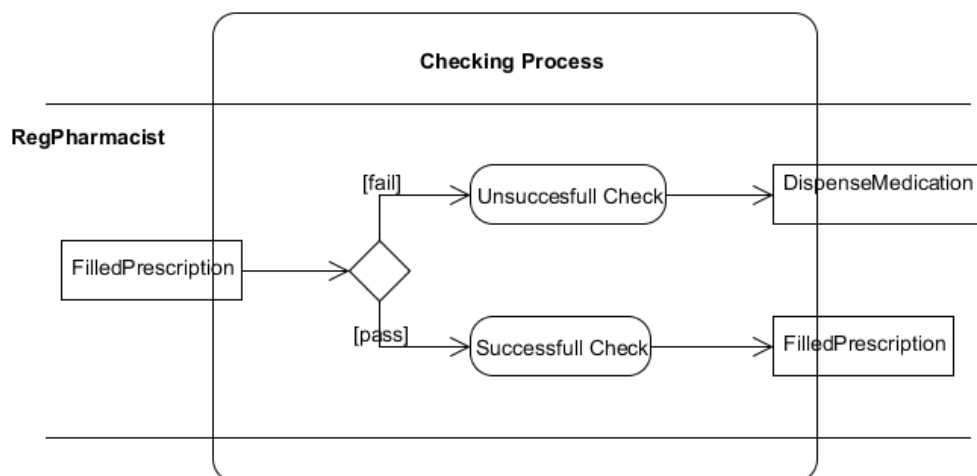 Checking Process
RegPharmacist
[fail]
Unsuccesfull Check
DispenseMedication
FilledPrescription
[pass]
Successfull Check
FilledPrescription